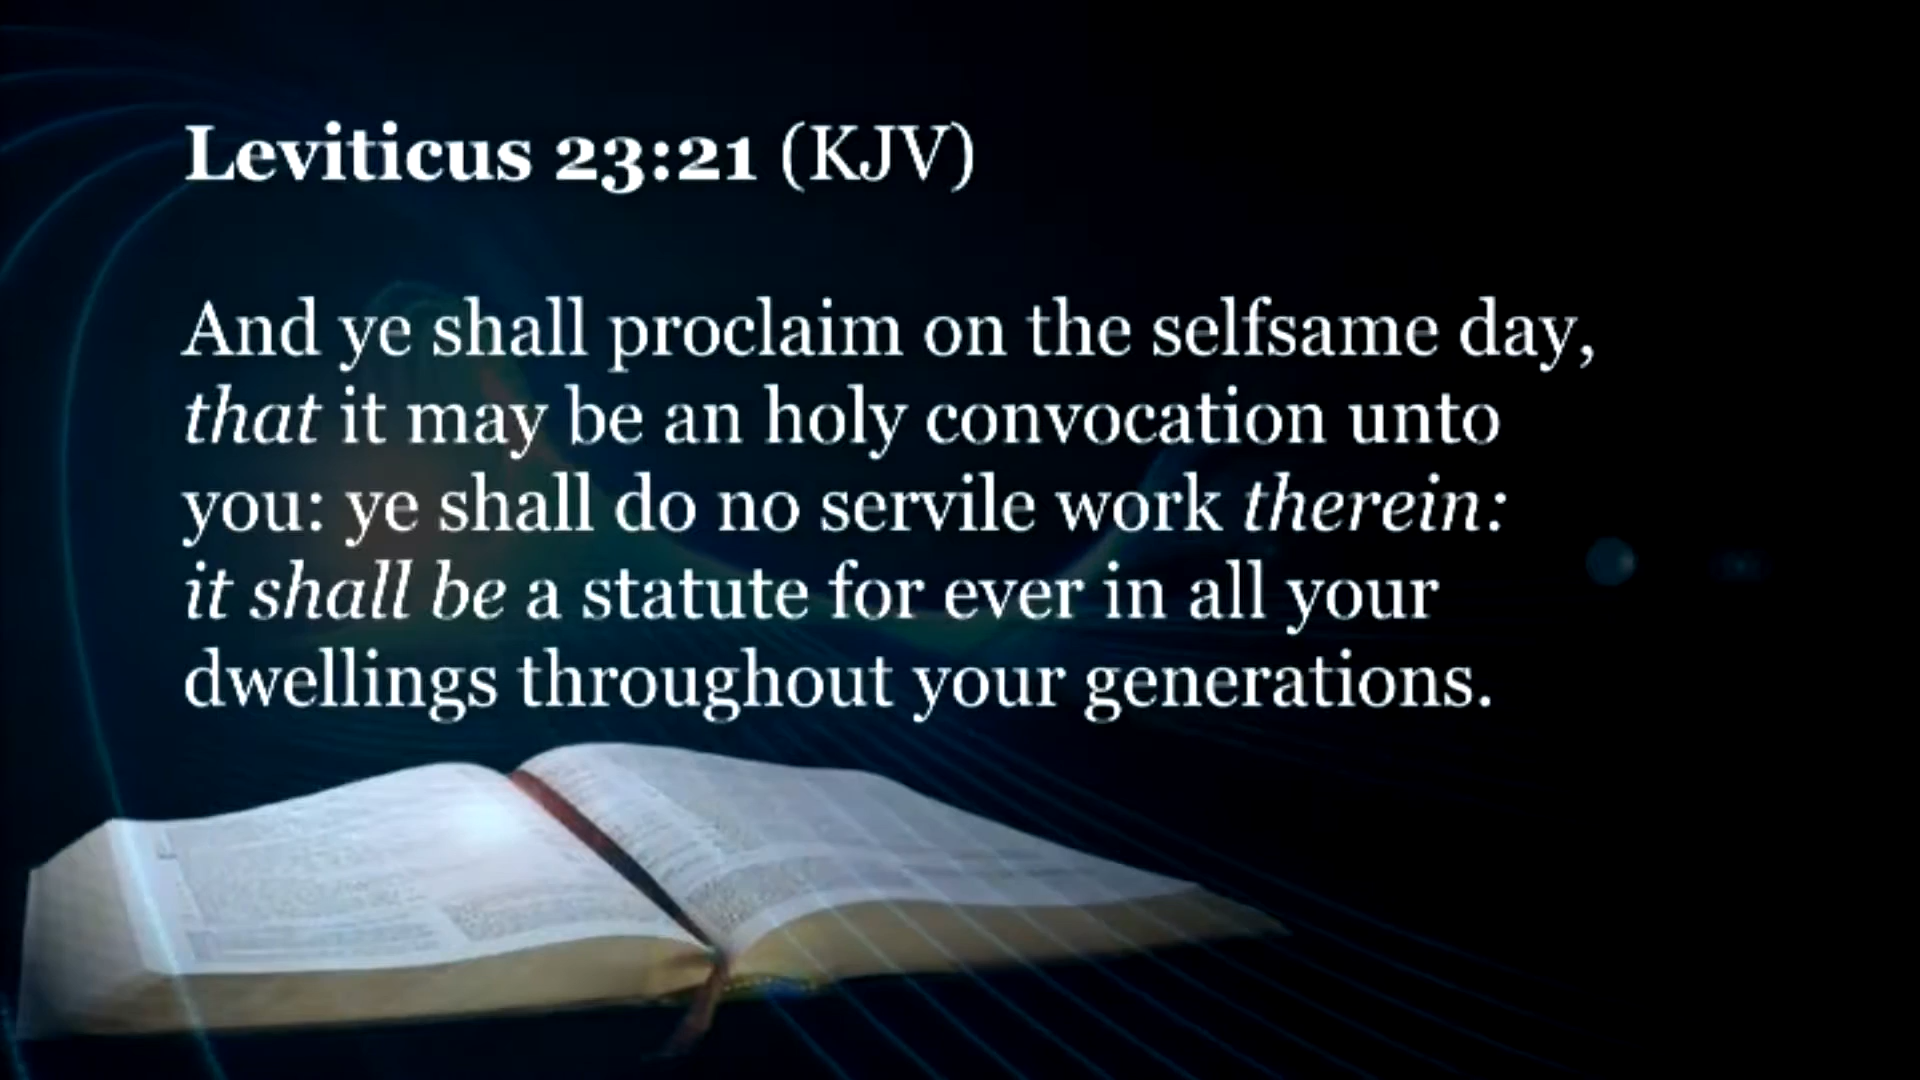 Leviticus 23:21 (KJV)
And ye shall proclaim on the selfsame day,
that it may be an holy convocation unto
you: ye shall do no servile work therein:
it shall be a statute for ever in all your
dwellings throughout your generations.